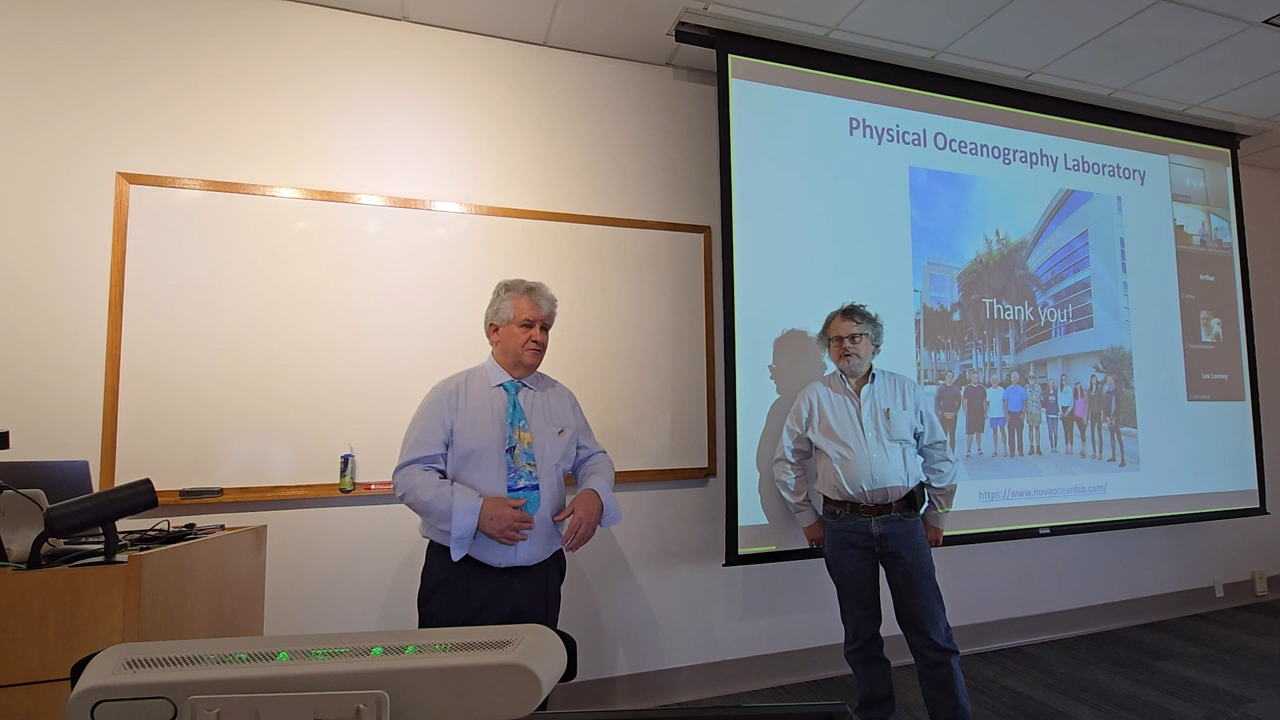 Physical Oceanography Laboratory
Thank you!
https://www.novaoceanlab.com/
Arthur
Lev Looney